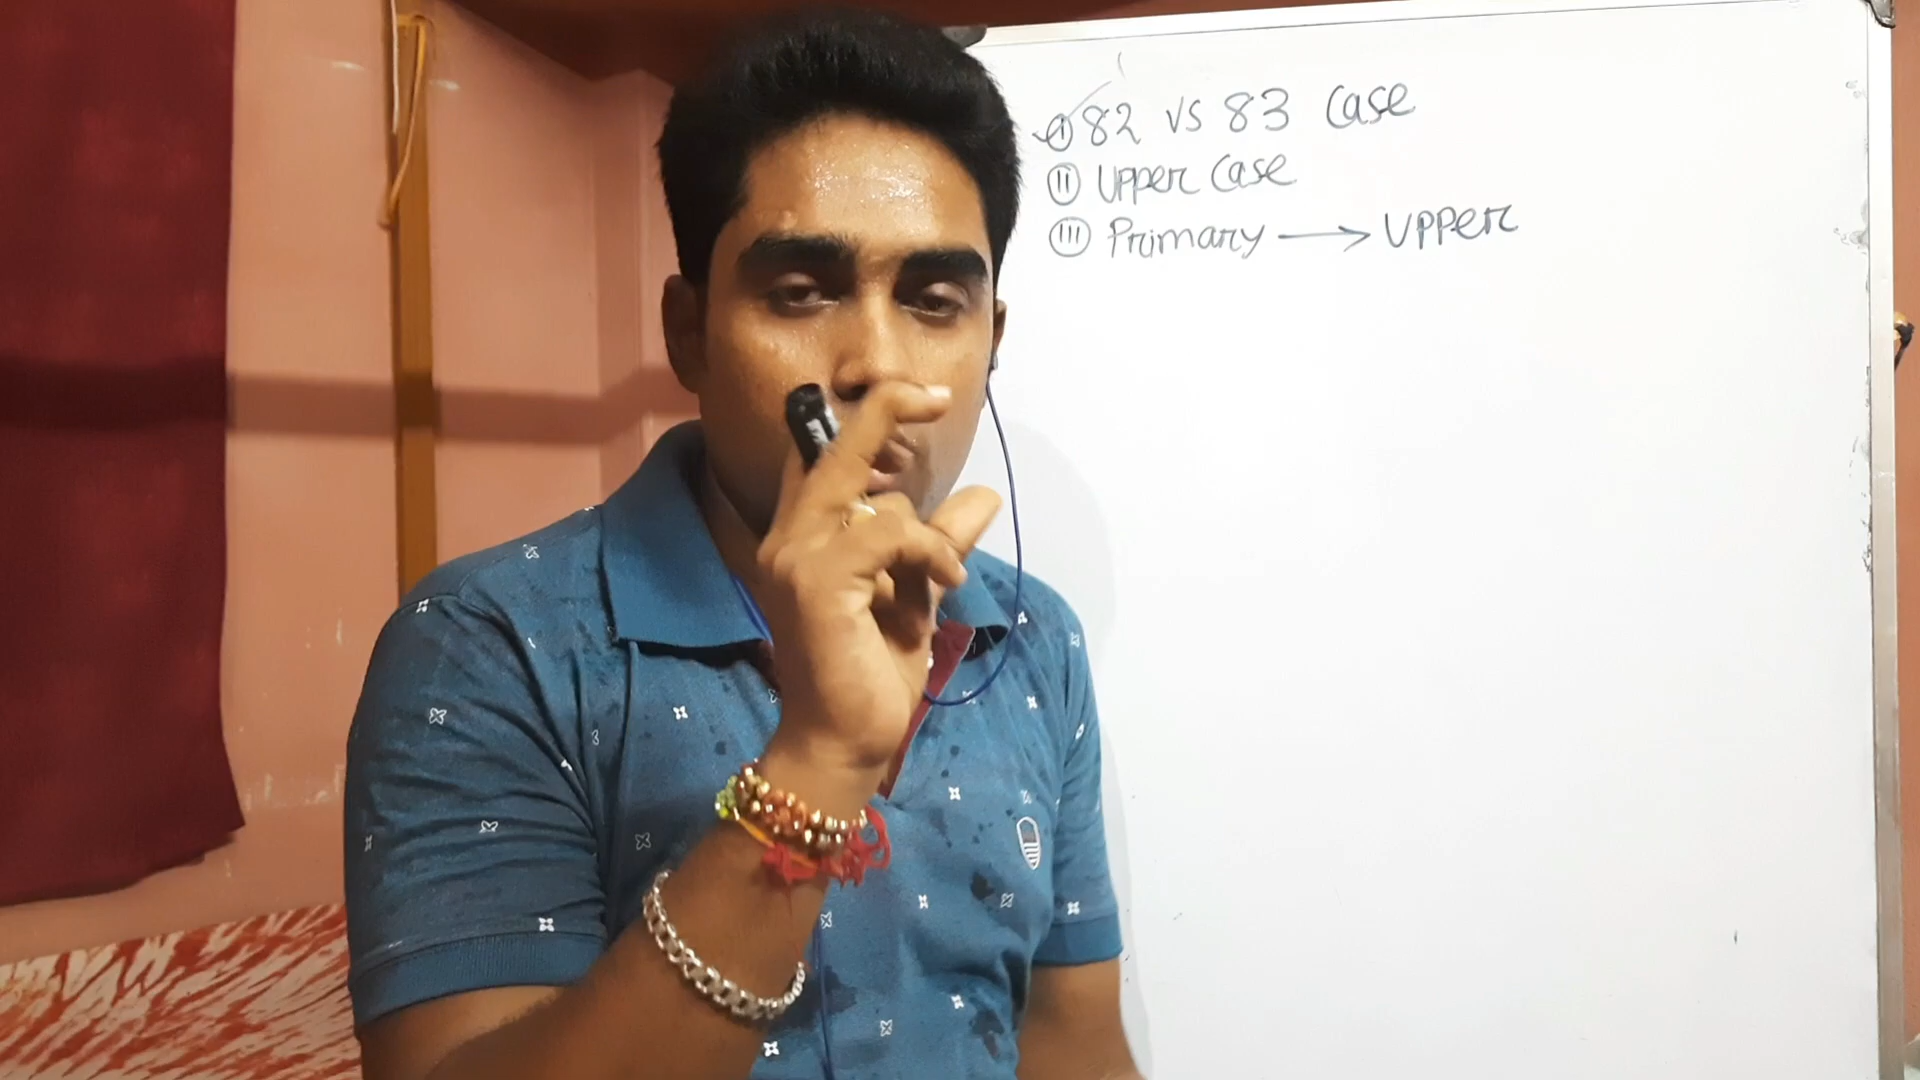 ① 82 vs 83 Case
② Upper Case
③ Primary → Upper